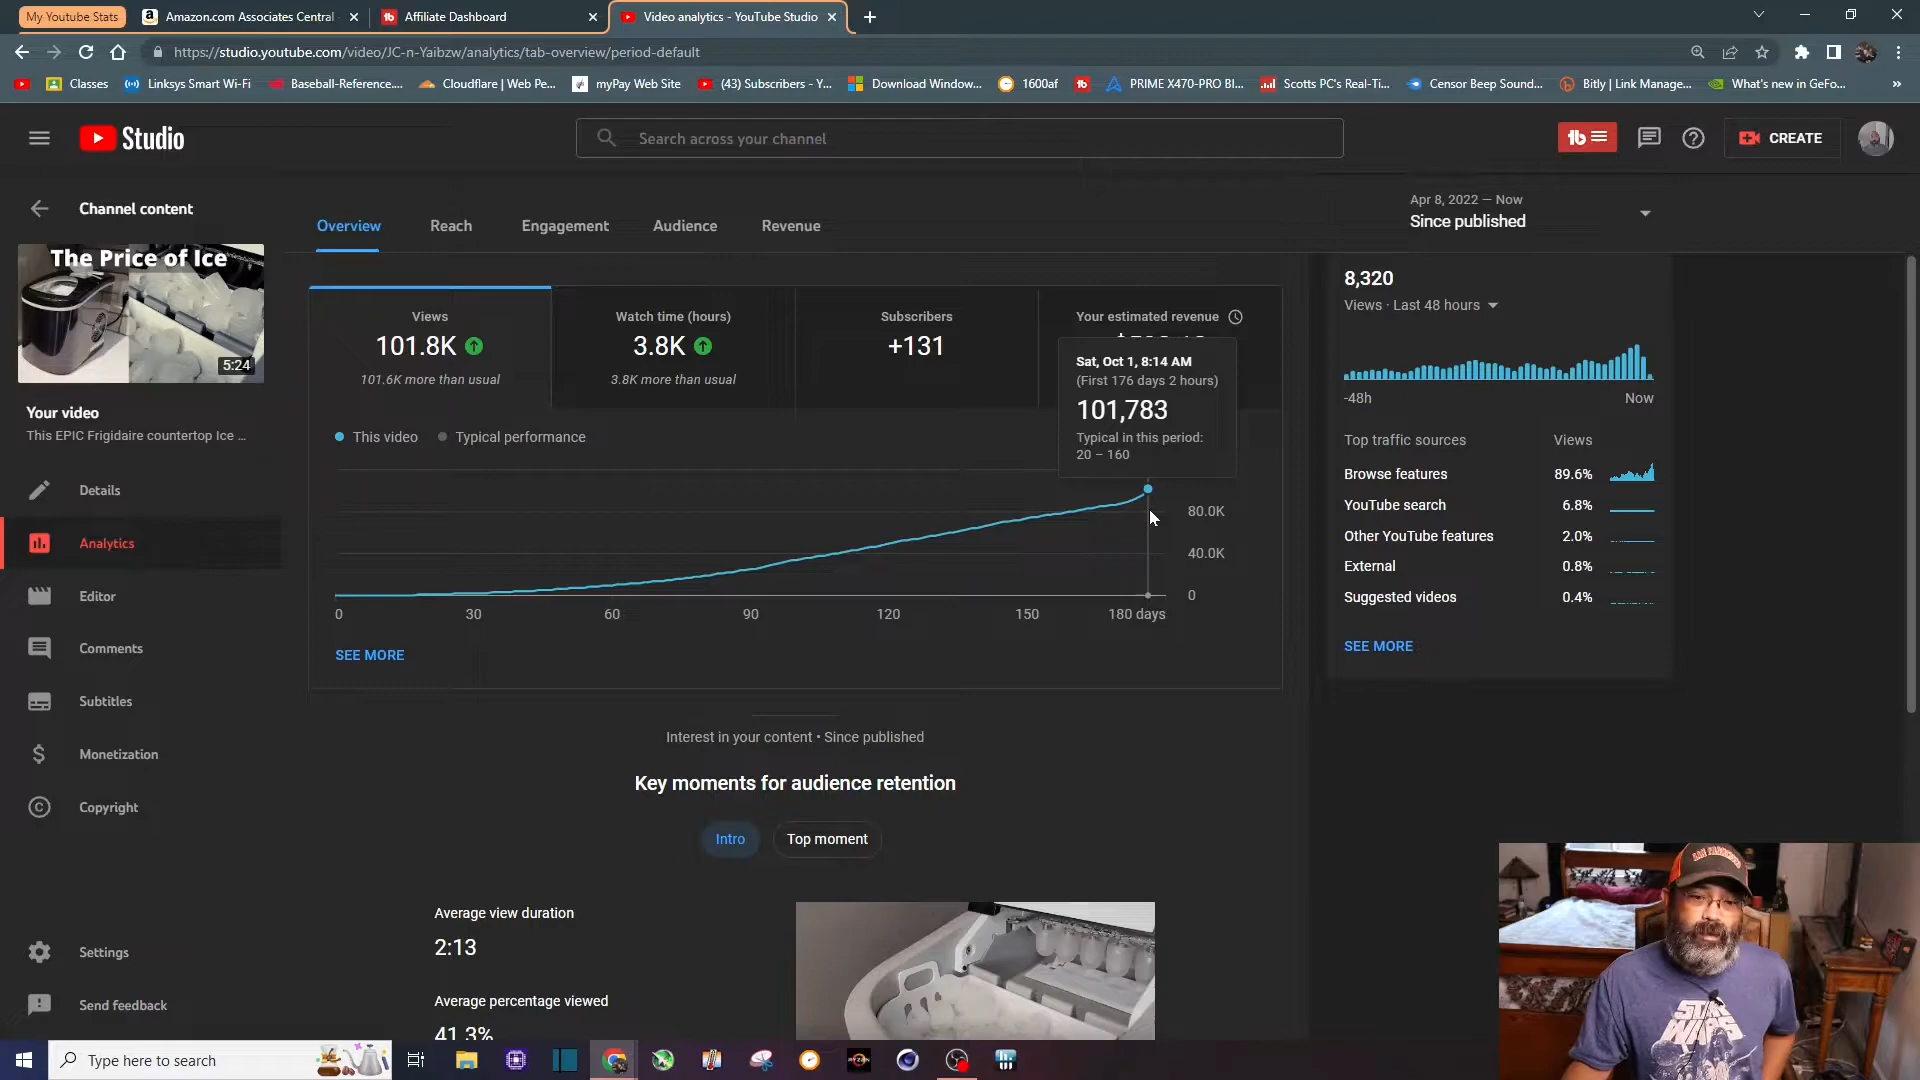 My Youtube Stats
Amazon.com Associates Central
Affiliate Dashboard
Video analytics - YouTube Studio
https://studio.youtube.com/video/JC-n-Yaibzw/analytics/tab-overview/period-default
Classes
Linksys Smart Wi-Fi
Baseball-Reference....
Cloudflare | Web Pe...
myPay Web Site
(43) Subscribers - Y...
Download Window...
1600af
PRIME X470-PRO BI...
Scotts PC's Real-Ti...
Censor Beep Sound...
Bitly | Link Manage...
What's new in GeFo...
Studio
Search across your channel
CREATE
Channel content
Overview
Reach
Engagement
Audience
Revenue
Apr 8, 2022 – Now
Since published
The Price of Ice
5:24
Your video
This EPIC Frigidaire countertop Ice ...
Details
Analytics
Editor
Comments
Subtitles
Monetization
Copyright
Settings
Send feedback
Views
101.8K
101.6K more than usual
Watch time (hours)
3.8K
3.8K more than usual
Subscribers
+131
Your estimated revenue
Sat, Oct 1, 8:14 AM
(First 176 days 2 hours)
101,783
Typical in this period:
20 – 160
This video
Typical performance
80.0K
40.0K
0
0
30
60
90
120
150
180 days
SEE MORE
8,320
Views · Last 48 hours
-48h
Now
Top traffic sources
Views
Browse features
89.6%
YouTube search
6.8%
Other YouTube features
2.0%
External
0.8%
Suggested videos
0.4%
SEE MORE
Interest in your content • Since published
Key moments for audience retention
Intro
Top moment
Average view duration
2:13
Average percentage viewed
41.3%
SAN FRANCISCO
STAR
WARS
Type here to search
RYZEN